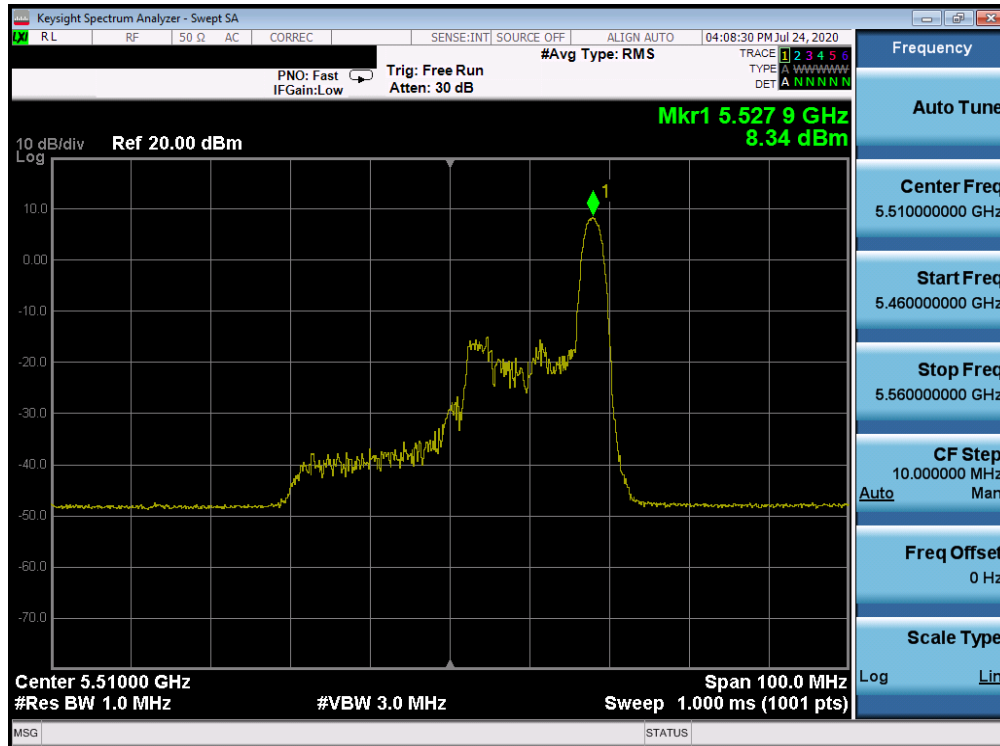 Keysight Spectrum Analyzer - Swept SA
LXI RL RF 50 Ω AC CORREC SENSE:INT SOURCE OFF ALIGN AUTO 04:08:30 PM Jul 24, 2020
#Avg Type: RMS TRACE 1 2 3 4 5 6
PNO: Fast Trig: Free Run TYPE A WWWWW
IFGain:Low Atten: 30 dB DET A N N N N N
Mkr1 5.527 9 GHz
8.34 dBm
10 dB/div Ref 20.00 dBm
Log
1
10.0
0.00
-10.0
-20.0
-30.0
-40.0
-50.0
-60.0
-70.0
Center 5.51000 GHz Span 100.0 MHz
#Res BW 1.0 MHz #VBW 3.0 MHz Sweep 1.000 ms (1001 pts)
MSG STATUS
Frequency
Auto Tune
Center Freq
5.510000000 GHz
Start Freq
5.460000000 GHz
Stop Freq
5.560000000 GHz
CF Step
10.000000 MHz
Auto Man
Freq Offset
0 Hz
Scale Type
Log Lin